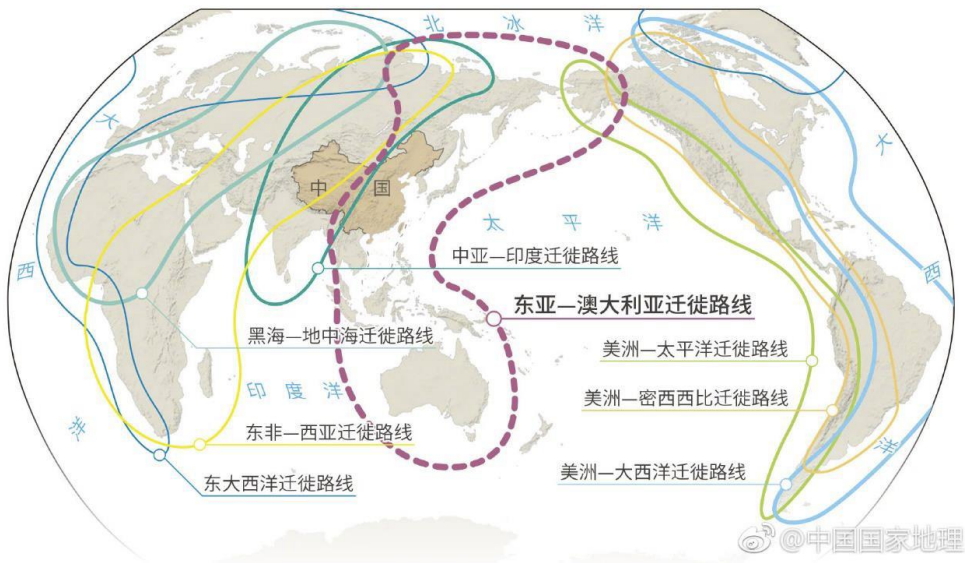 北冰洋
大西洋
大西洋
中国
太平洋
中亚—印度迁徙路线
东亚—澳大利亚迁徙路线
黑海—地中海迁徙路线
美洲—太平洋迁徙路线
印度洋
美洲—密西西比迁徙路线
东非—西亚迁徙路线
美洲—大西洋迁徙路线
东大西洋迁徙路线
@中国国家地理